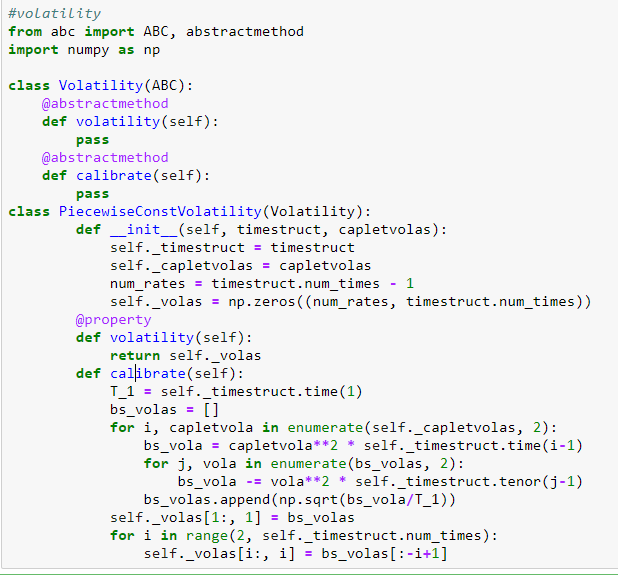 #volatility
from abc import ABC, abstractmethod
import numpy as np
class Volatility(ABC):
    @abstractmethod
    def volatility(self):
        pass
    @abstractmethod
    def calibrate(self):
        pass
class PiecewiseConstVolatility(Volatility):
        def __init__(self, timestruct, capletvolas):
            self._timestruct = timestruct
            self._capletvolas = capletvolas
            num_rates = timestruct.num_times - 1
            self._volas = np.zeros((num_rates, timestruct.num_times))
        @property
        def volatility(self):
            return self._volas
        def calibrate(self):
            T_1 = self._timestruct.time(1)
            bs_volas = []
            for i, capletvola in enumerate(self._capletvolas, 2):
                bs_vola = capletvola**2 * self._timestruct.time(i-1)
                for j, vola in enumerate(bs_volas, 2):
                    bs_vola -= vola**2 * self._timestruct.tenor(j-1)
                bs_volas.append(np.sqrt(bs_vola/T_1))
            self._volas[1:, 1] = bs_volas
            for i in range(2, self._timestruct.num_times):
                self._volas[i:, i] = bs_volas[:-i+1]